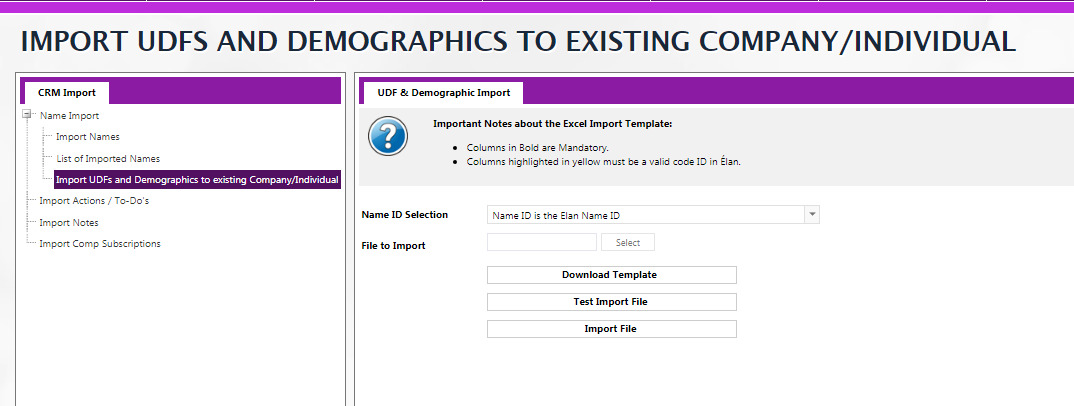 IMPORT UDFS AND DEMOGRAPHICS TO EXISTING COMPANY/INDIVIDUAL
CRM Import
Name Import
Import Names
List of Imported Names
Import UDFs and Demographics to existing Company/Individual
Import Actions / To-Do's
Import Notes
Import Comp Subscriptions
UDF & Demographic Import
Important Notes about the Excel Import Template:
• Columns in Bold are Mandatory.
• Columns highlighted in yellow must be a valid code ID in Élan.
Name ID Selection
Name ID is the Elan Name ID
File to Import
Select
Download Template
Test Import File
Import File